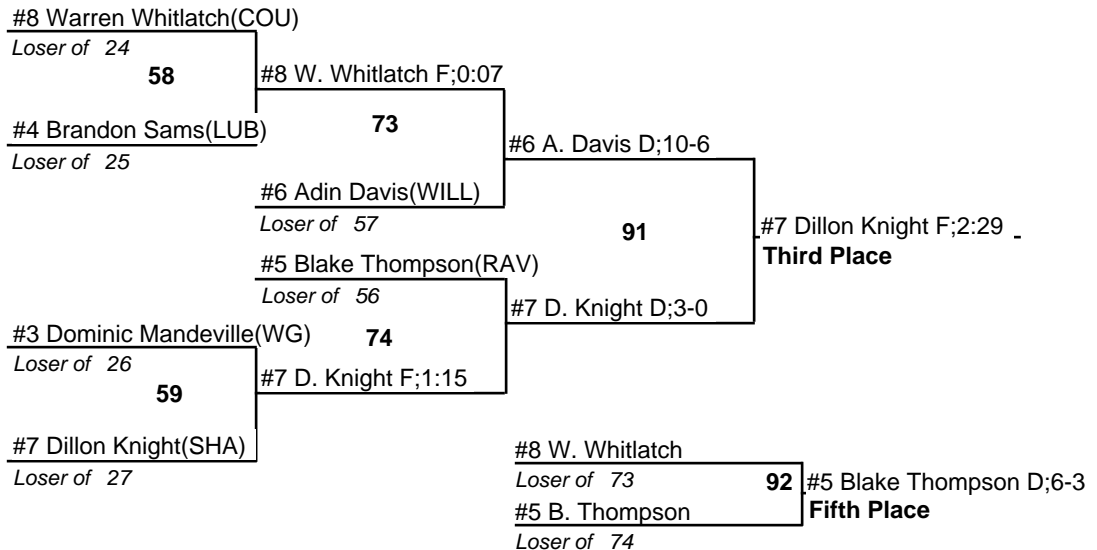 #8 Warren Whitlatch(COU)
Loser of 24
58
#8 W. Whitlatch F;0:07
#4 Brandon Sams(LUB)
Loser of 25
73
#6 A. Davis D;10-6
#6 Adin Davis(WILL)
Loser of 57
91
#7 Dillon Knight F;2:29
Third Place
#5 Blake Thompson(RAV)
Loser of 56
#7 D. Knight D;3-0
#3 Dominic Mandeville(WG)
Loser of 26
74
59
#7 D. Knight F;1:15
#7 Dillon Knight(SHA)
Loser of 27
#8 W. Whitlatch
Loser of 73
92
#5 Blake Thompson D;6-3
Fifth Place
#5 B. Thompson
Loser of 74